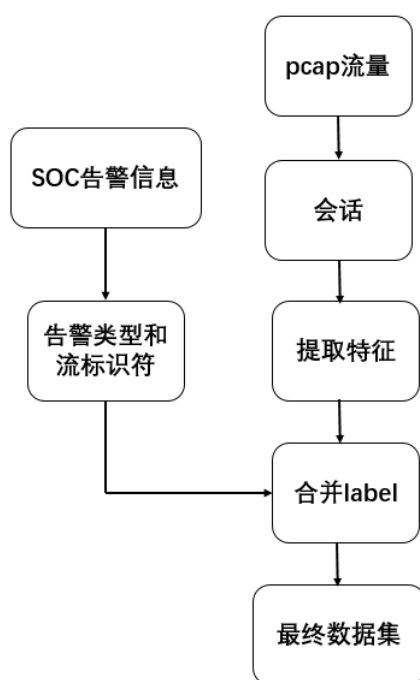 pcap流量
SOC告警信息
会话
告警类型和
流标识符
提取特征
合并label
最终数据集